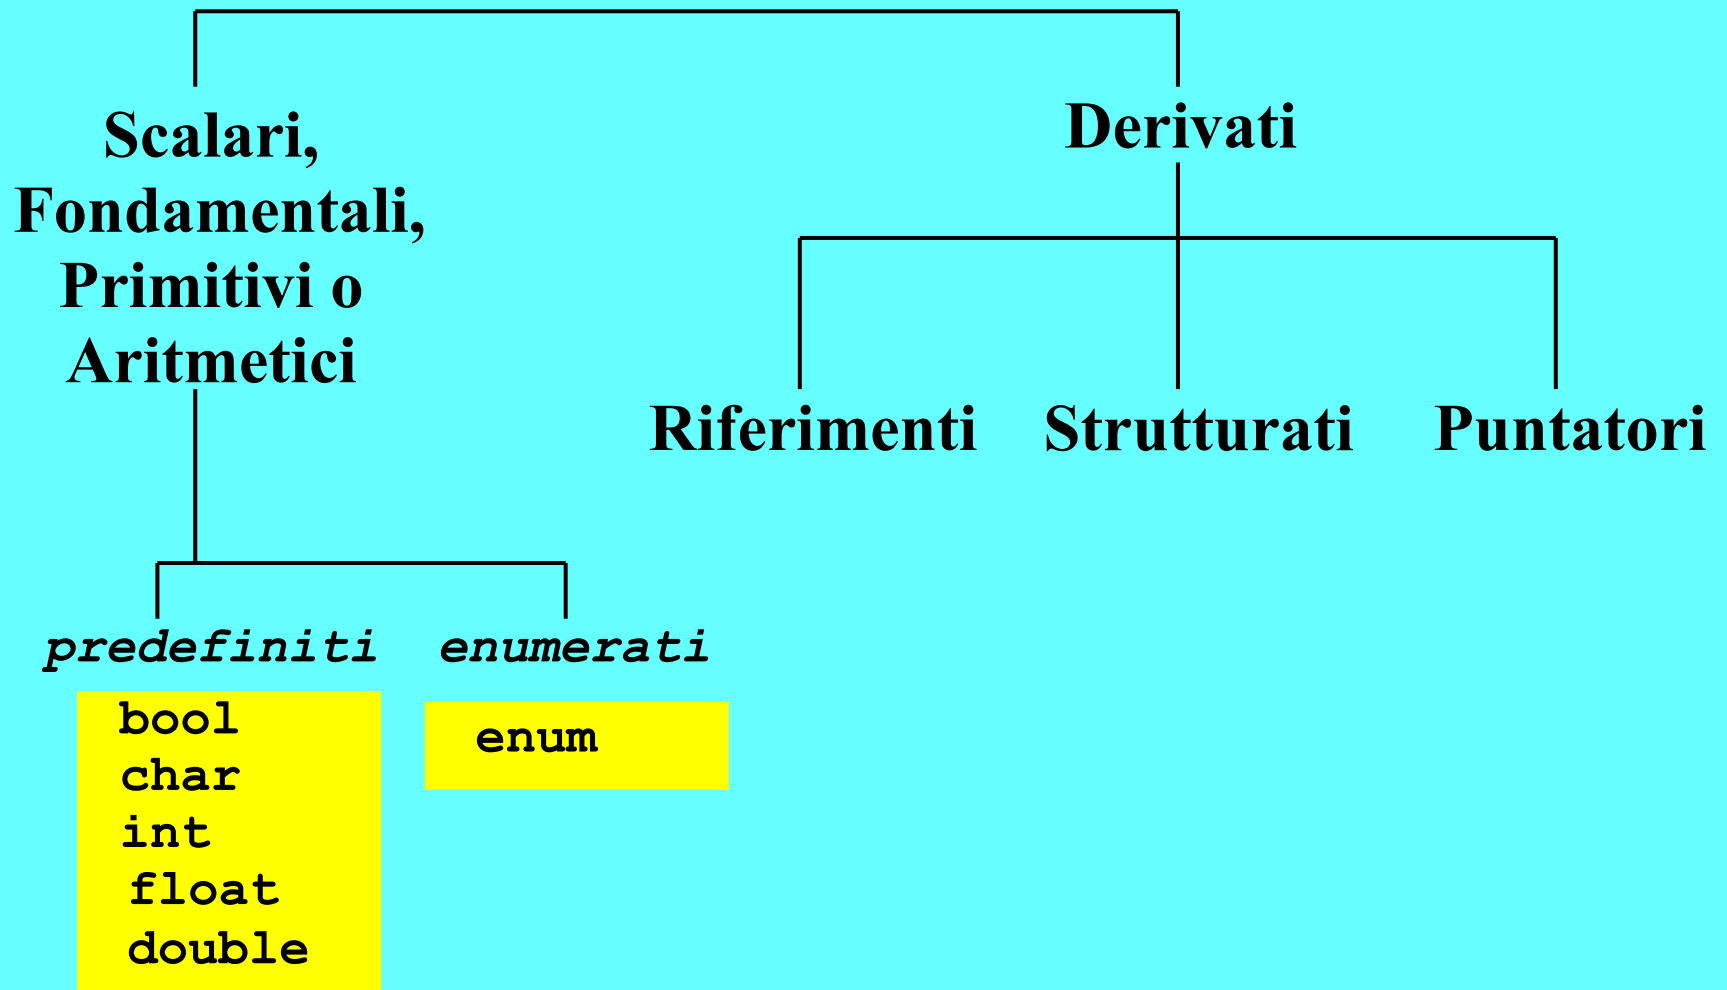 Scalari,
Fondamentali,
Primitivi o
Aritmetici
Derivati
Riferimenti
Strutturati
Puntatori
predefiniti
enumerati
bool
char
int
float
double
enum